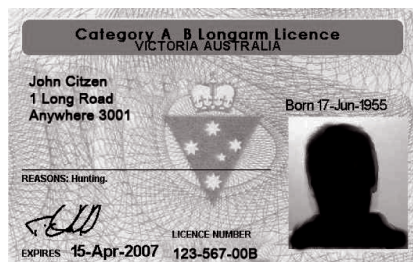 Category A B Longarm Licence
VICTORIA AUSTRALIA
John Citzen
1 Long Road
Anywhere 3001
Born 17-Jun-1955
REASONS: Hunting.
LICENCE NUMBER
EXPIRES 15-Apr-2007 123-567-00B